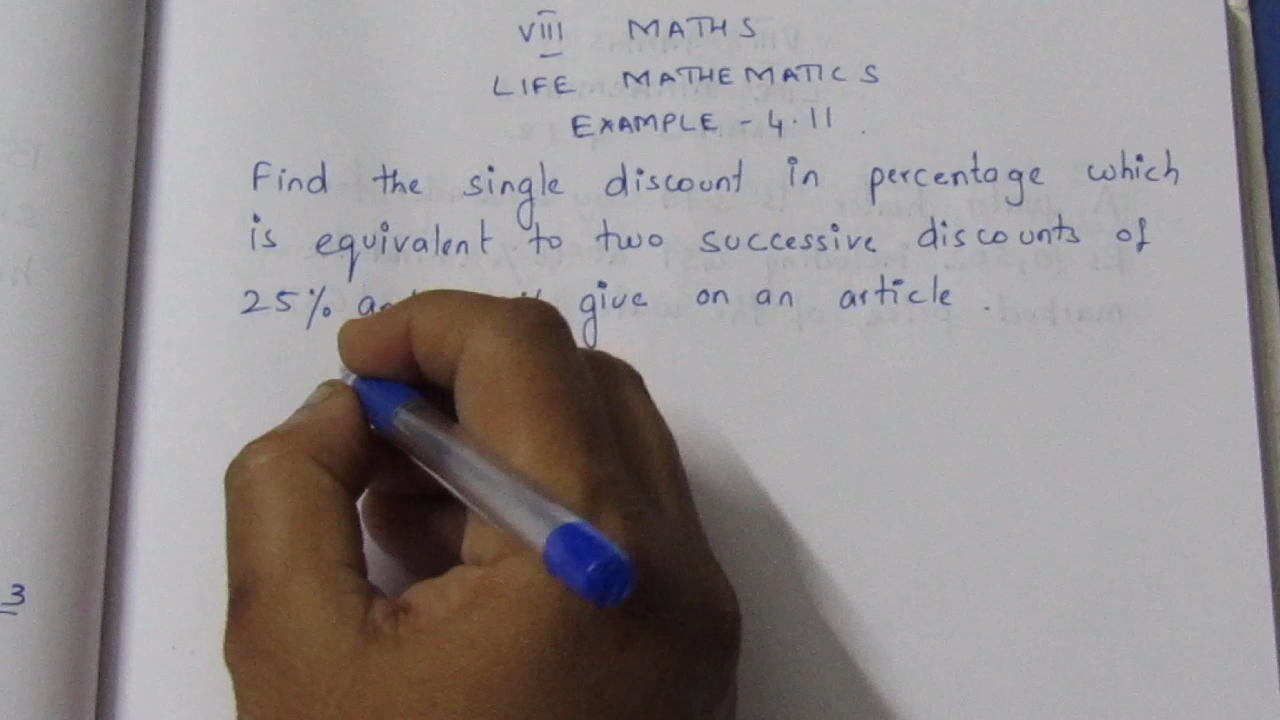 VIII MATHS
LIFE MATHEMATICS
EXAMPLE - 4.11
Find the single discount in percentage which
is equivalent to two successive discounts of
25% give on an article.
3